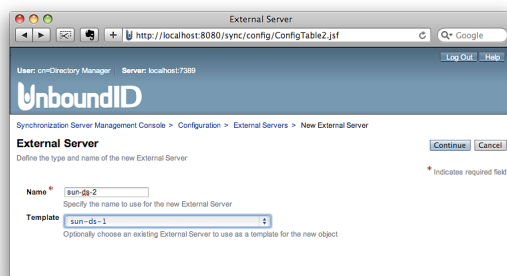 External Server
http://localhost:8080/sync/config/ConfigTable2.jsf
Google
Log Out Help
User: cn=Directory Manager Server: localhost:7389
UnboundID
Synchronization Server Management Console > Configuration > External Servers > New External Server
External Server
Continue Cancel
Define the type and name of the new External Server
* Indicates required field
Name * sun-ds-2
Specify the name to use for the new External Server
Template sun-ds-1
Optionally choose an existing External Server to use as a template for the new object